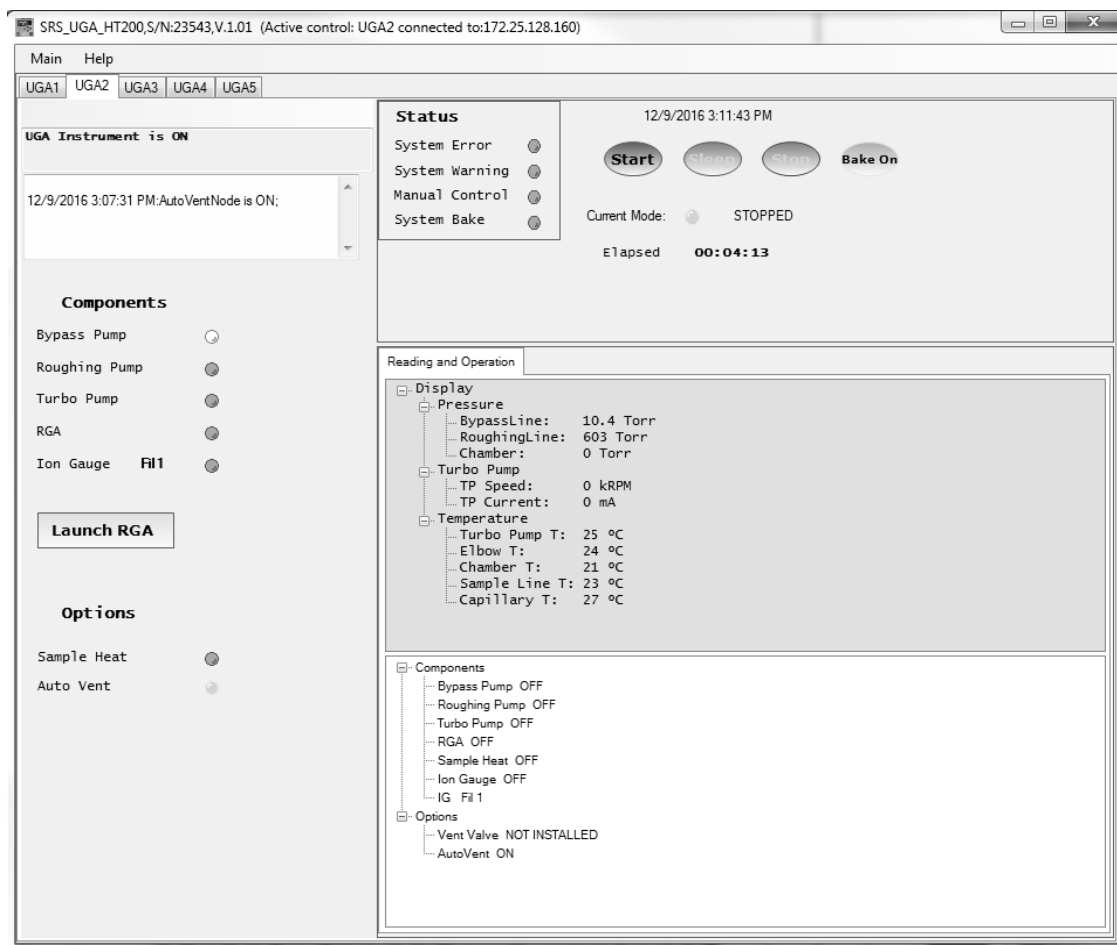 SRS_UGA_HT200,S/N:23543,V.1.01 (Active control: UGA2 connected to:172.25.128.160)
Main Help
UGA1 UGA2 UGA3 UGA4 UGA5
UGA Instrument is ON
12/9/2016 3:07:31 PM:AutoVentNode is ON;
Components
Bypass Pump
Roughing Pump
Turbo Pump
RGA
Ion Gauge Fil1
Launch RGA
Options
Sample Heat
Auto Vent
Status
System Error
System Warning
Manual Control
System Bake
12/9/2016 3:11:43 PM
Start Sleep Stop Bake On
Current Mode: STOPPED
Elapsed 00:04:13
Reading and Operation
Display
Pressure
BypassLine: 10.4 Torr
RoughingLine: 603 Torr
Chamber: 0 Torr
Turbo Pump
TP Speed: 0 kRPM
TP Current: 0 mA
Temperature
Turbo Pump T: 25 ºC
Elbow T: 24 ºC
Chamber T: 21 ºC
Sample Line T: 23 ºC
Capillary T: 27 ºC
Components
Bypass Pump OFF
Roughing Pump OFF
Turbo Pump OFF
RGA OFF
Sample Heat OFF
Ion Gauge OFF
IG Fil 1
Options
Vent Valve NOT INSTALLED
AutoVent ON